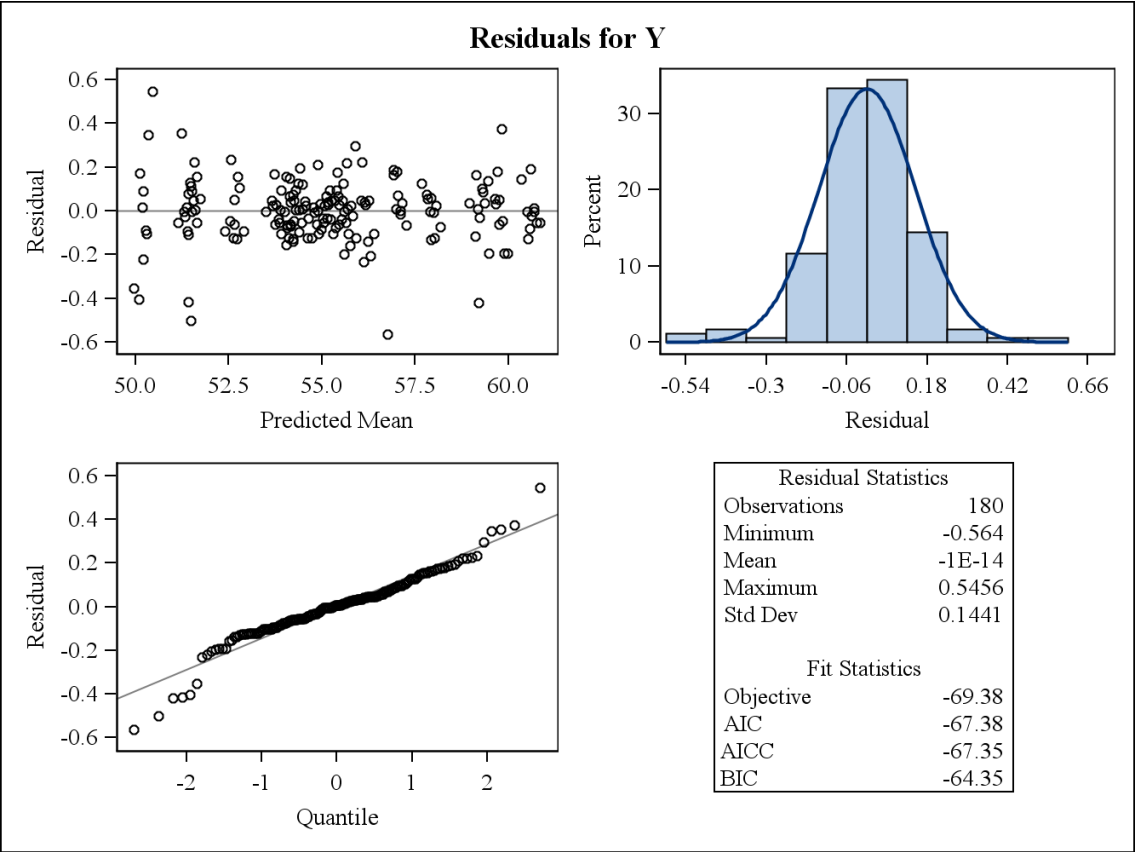 Residuals for Y
0.6
0.4
0.2
0.0
-0.2
-0.4
-0.6
Residual
50.0 52.5 55.0 57.5 60.0
Predicted Mean
30
20
10
0
Percent
-0.54 -0.3 -0.06 0.18 0.42 0.66
Residual
0.6
0.4
0.2
0.0
-0.2
-0.4
-0.6
Residual
-2 -1 0 1 2
Quantile
Residual Statistics
Observations 180
Minimum -0.564
Mean -1E-14
Maximum 0.5456
Std Dev 0.1441
Fit Statistics
Objective -69.38
AIC -67.38
AICC -67.35
BIC -64.35